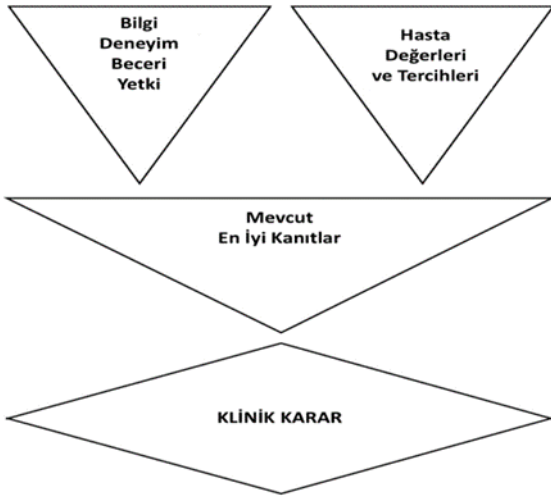 Bilgi
Deneyim
Beceri
Yetki
Hasta
Değerleri
ve Tercihleri
Mevcut
En İyi Kanıtlar
KLİNİK KARAR